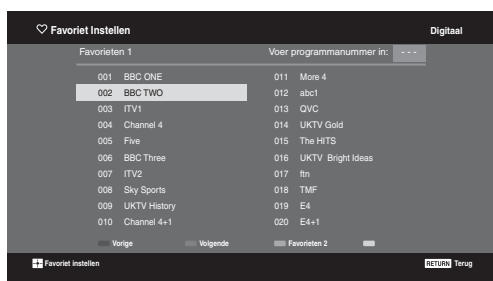 Favoriet Instellen Digitaal
Favorieten 1 Voer programmanummer in: - - -
001 BBC ONE 011 More 4
002 BBC TWO 012 abc1
003 ITV1 013 QVC
004 Channel 4 014 UKTV Gold
005 Five 015 The HITS
006 BBC Three 016 UKTV Bright Ideas
007 ITV2 017 ftn
008 Sky Sports 018 TMF
009 UKTV History 019 E4
010 Channel 4+1 020 E4+1
Vorige Volgende Favorieten 2
Favoriet instellen RETURN Terug